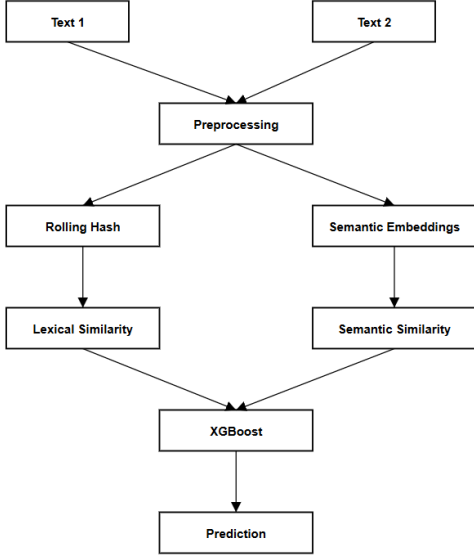 Text 1
Text 2
Preprocessing
Rolling Hash
Semantic Embeddings
Lexical Similarity
Semantic Similarity
XGBoost
Prediction